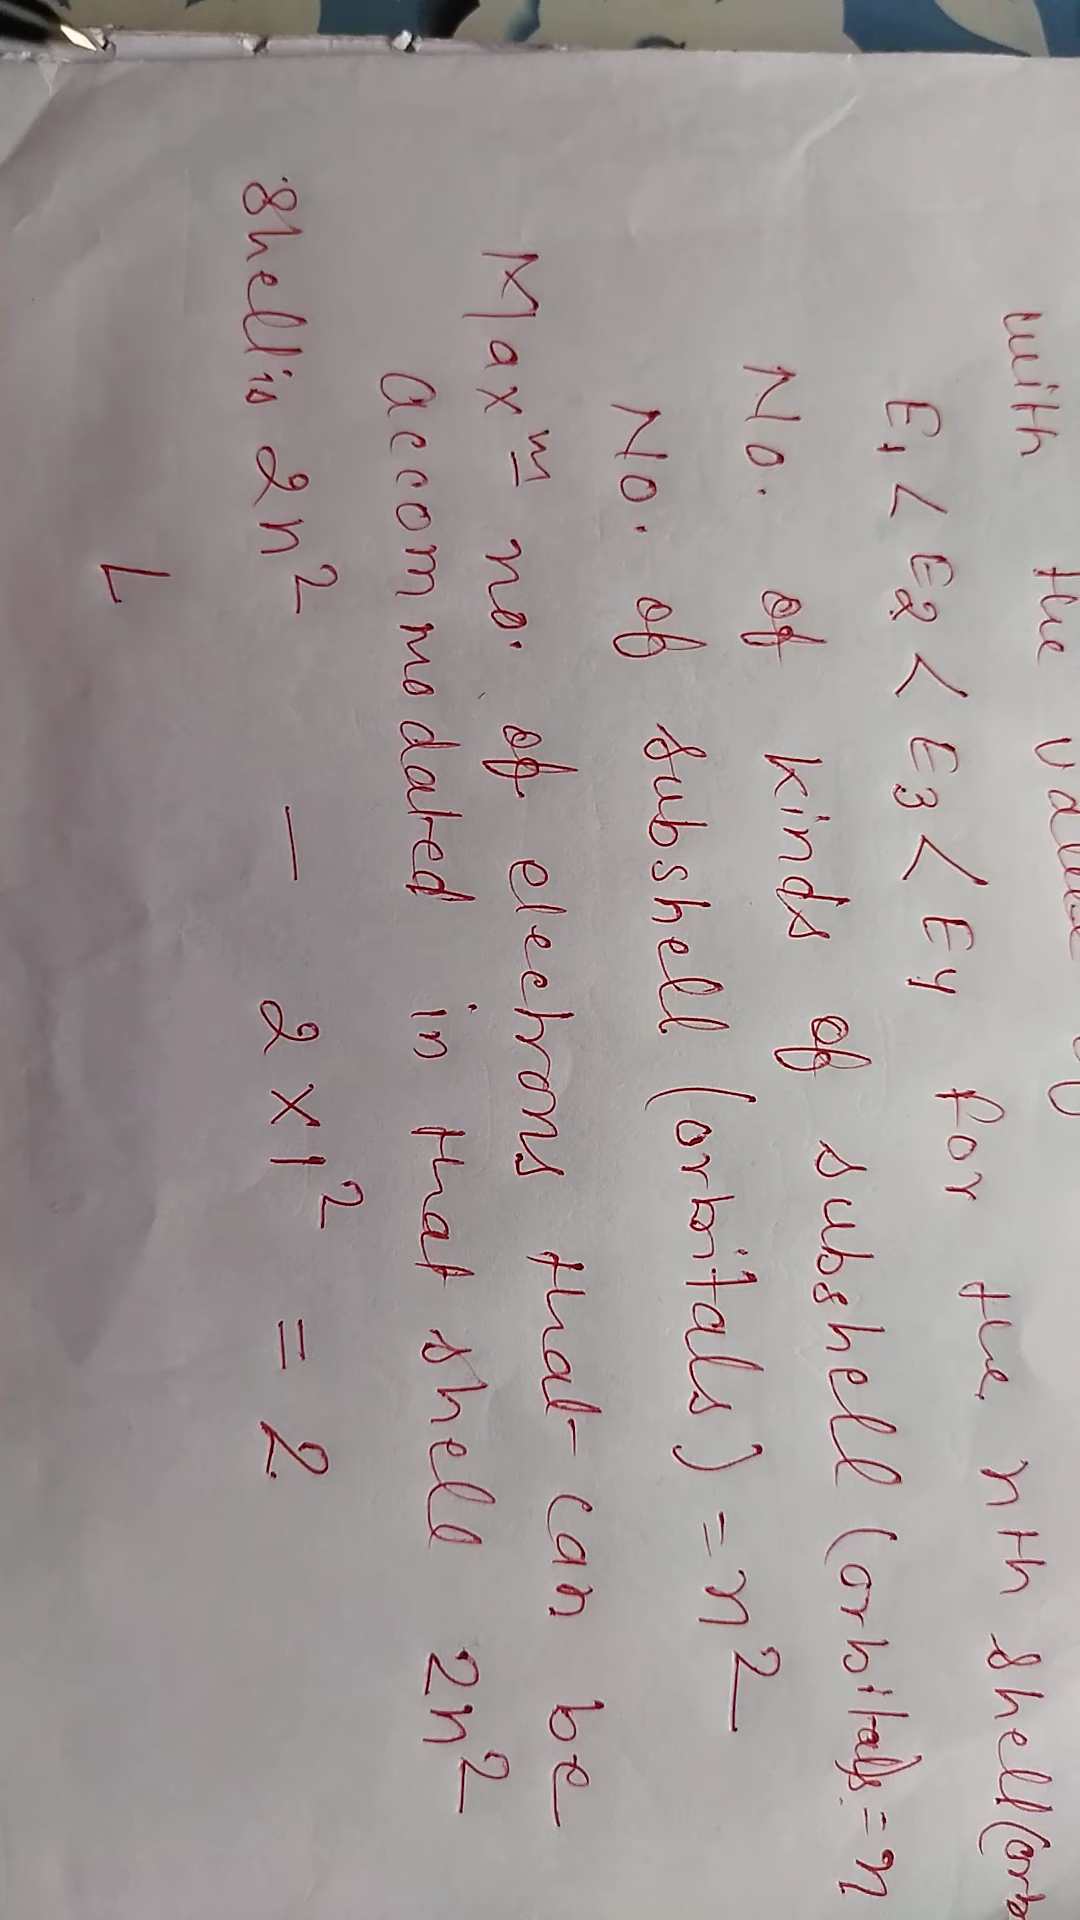 with the value of
E1 < E2 < E3 < E4 for the nth shell (orb
No. of kinds of subshell (orbitals = n
No. of subshell (orbitals) = n²
Maxᵐ no. of electrons that can be
accommodated in that shell 2n²
shell is 2n² — 2×1² = 2
L